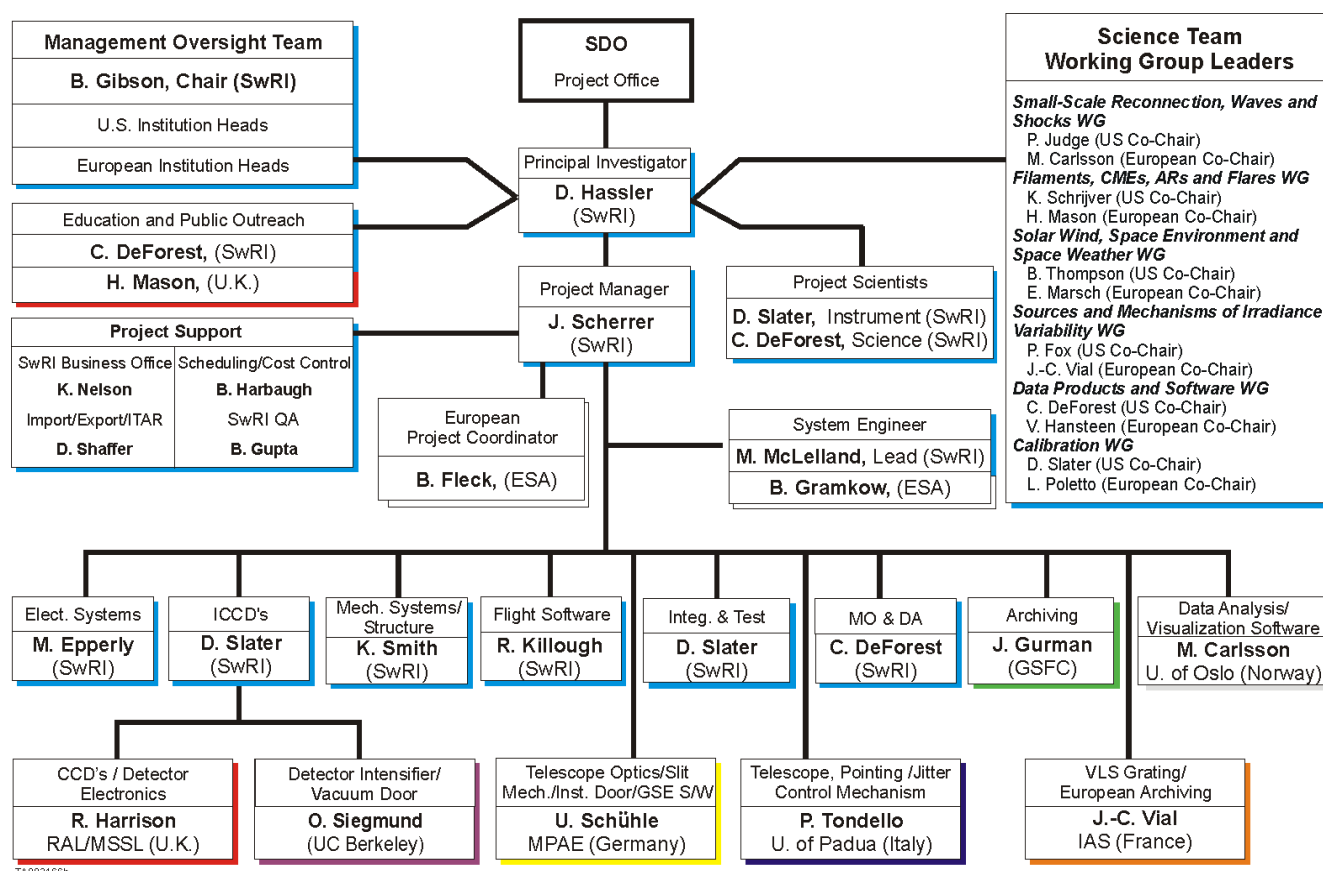 Management Oversight Team
B. Gibson, Chair (SwRI)
U.S. Institution Heads
European Institution Heads
SDO
Project Office
Science Team
Working Group Leaders
Small-Scale Reconnection, Waves and
Shocks WG
P. Judge (US Co-Chair)
M. Carlsson (European Co-Chair)
Filaments, CMEs, ARs and Flares WG
K. Schrijver (US Co-Chair)
H. Mason (European Co-Chair)
Solar Wind, Space Environment and
Space Weather WG
B. Thompson (US Co-Chair)
E. Marsch (European Co-Chair)
Sources and Mechanisms of Irradiance
Variability WG
P. Fox (US Co-Chair)
J.-C. Vial (European Co-Chair)
Data Products and Software WG
C. DeForest (US Co-Chair)
V. Hansteen (European Co-Chair)
Calibration WG
D. Slater (US Co-Chair)
L. Poletto (European Co-Chair)
Principal Investigator
D. Hassler
(SwRI)
Education and Public Outreach
C. DeForest, (SwRI)
H. Mason, (U.K.)
Project Manager
J. Scherrer
(SwRI)
Project Scientists
D. Slater, Instrument (SwRI)
C. DeForest, Science (SwRI)
Project Support
SwRI Business Office
K. Nelson
Import/Export/ITAR
D. Shaffer
Scheduling/Cost Control
B. Harbaugh
SwRI QA
B. Gupta
European
Project Coordinator
B. Fleck, (ESA)
System Engineer
M. McLelland, Lead (SwRI)
B. Gramkow, (ESA)
Elect. Systems
M. Epperly
(SwRI)
ICCD's
D. Slater
(SwRI)
Mech. Systems/
Structure
K. Smith
(SwRI)
Flight Software
R. Killough
(SwRI)
Integ. & Test
D. Slater
(SwRI)
MO & DA
C. DeForest
(SwRI)
Archiving
J. Gurman
(GSFC)
Data Analysis/
Visualization Software
M. Carlsson
U. of Oslo (Norway)
CCD's / Detector
Electronics
R. Harrison
RAL/MSSL (U.K.)
Detector Intensifier/
Vacuum Door
O. Siegmund
(UC Berkeley)
Telescope Optics/Slit
Mech./Inst. Door/GSE S/W
U. Schühle
MPAE (Germany)
Telescope, Pointing /Jitter
Control Mechanism
P. Tondello
U. of Padua (Italy)
VLS Grating/
European Archiving
J.-C. Vial
IAS (France)